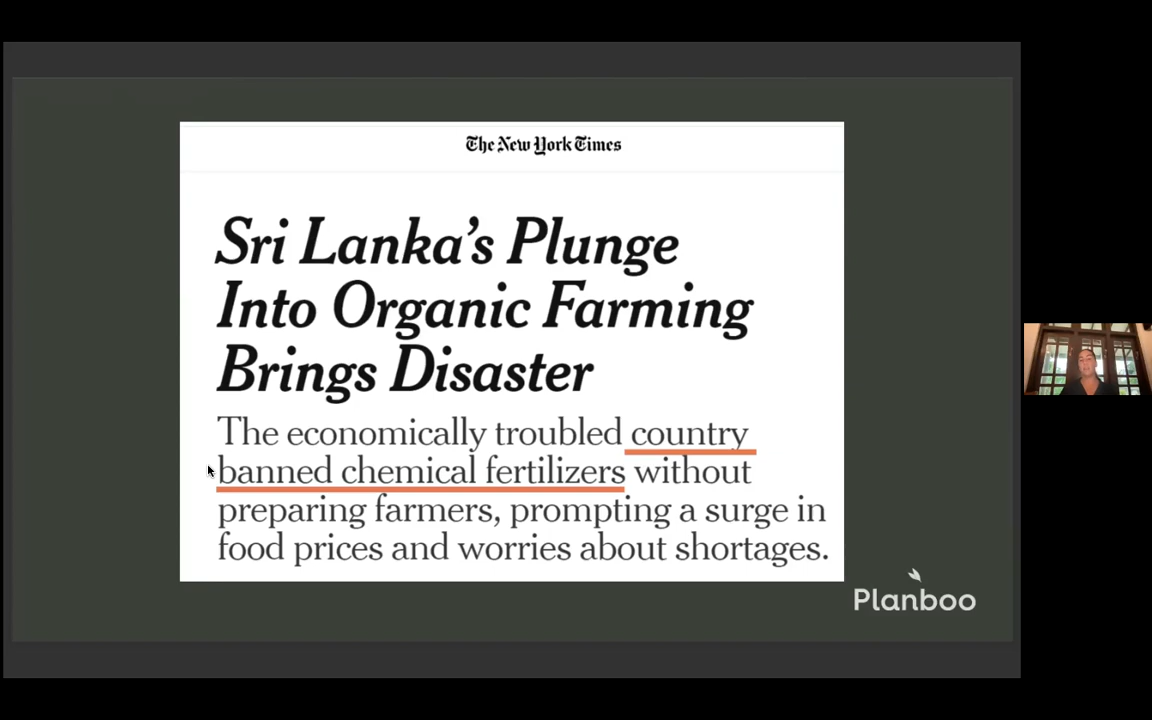 The New York Times
Sri Lanka’s Plunge
Into Organic Farming
Brings Disaster
The economically troubled country
banned chemical fertilizers without
preparing farmers, prompting a surge in
food prices and worries about shortages.
Planboo